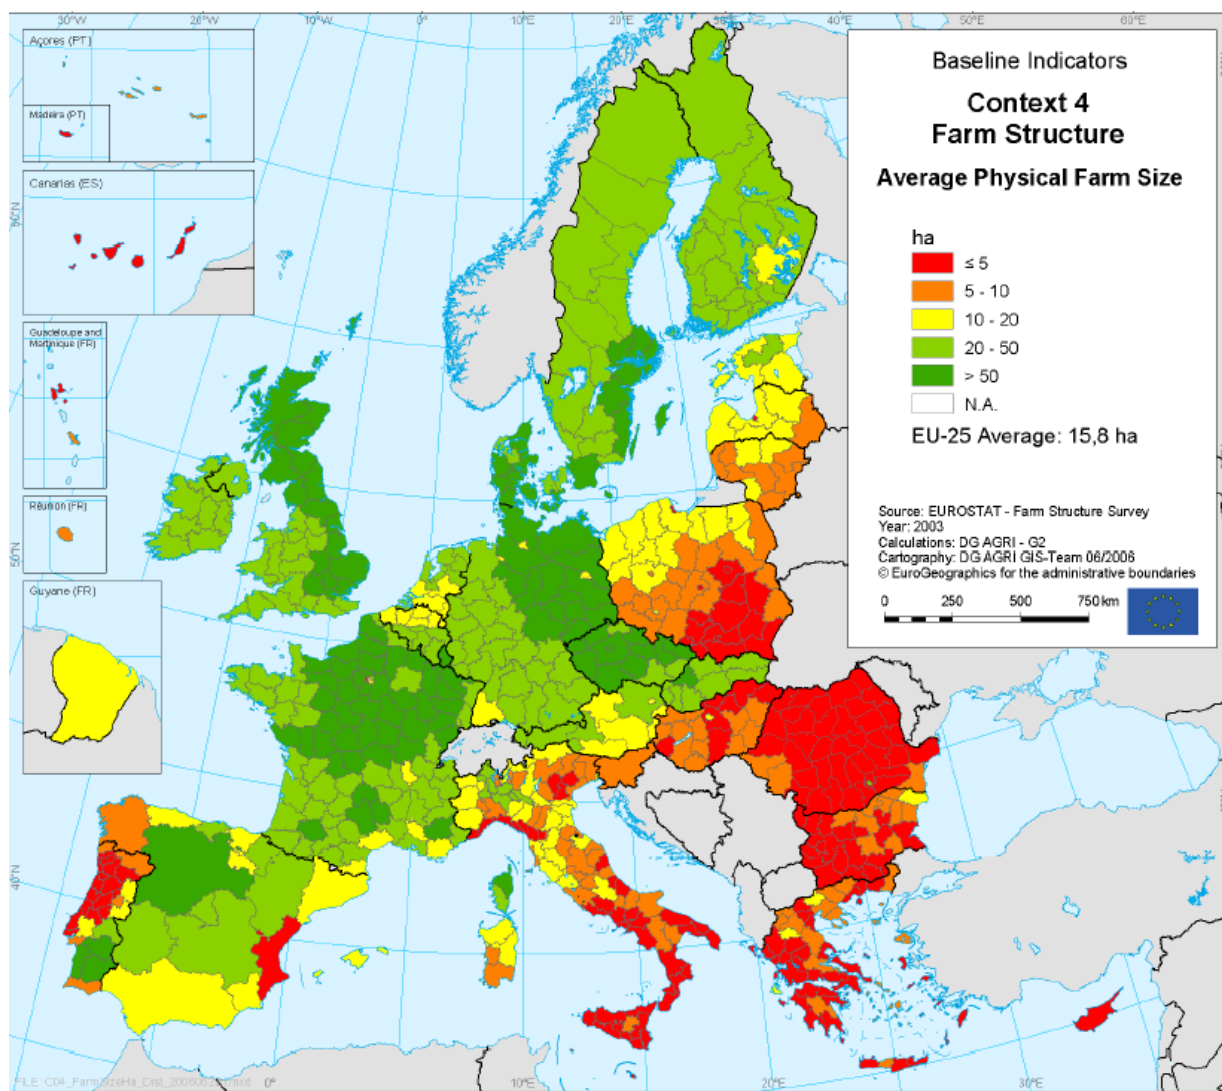 30°W
20°W
10°W
0°
10°E
20°E
30°E
40°E
50°E
60°E
Açores (PT)
Madeira (PT)
Canarias (ES)
Guadeloupe and
Martinique (FR)
Réunion (FR)
Guyane (FR)
60°N
50°N
40°N
Baseline Indicators
Context 4
Farm Structure
Average Physical Farm Size
ha
≤ 5
5 - 10
10 - 20
20 - 50
> 50
N.A.
EU-25 Average: 15,8 ha
Source: EUROSTAT - Farm Structure Survey
Year: 2003
Calculations: DG AGRI - G2
Cartography: DG AGRI GIS-Team 06/2006
© EuroGeographics for the administrative boundaries
0 250 500 750 km
0°
10°E
20°E
30°E